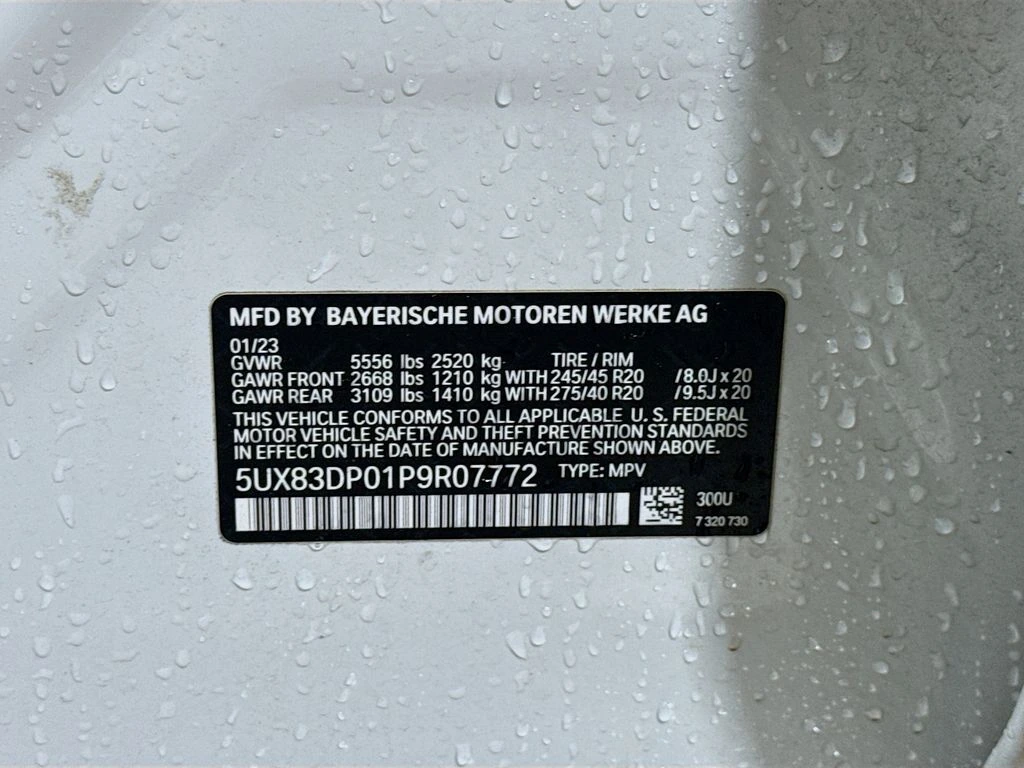 MFD BY BAYERISCHE MOTOREN WERKE AG
01/23
GVWR 5556 lbs 2520 kg TIRE / RIM
GAWR FRONT 2668 lbs 1210 kg WITH 245/45 R20 /8.0J x 20
GAWR REAR 3109 lbs 1410 kg WITH 275/40 R20 /9.5J x 20
THIS VEHICLE CONFORMS TO ALL APPLICABLE U. S. FEDERAL
MOTOR VEHICLE SAFETY AND THEFT PREVENTION STANDARDS
IN EFFECT ON THE DATE OF MANUFACTURE SHOWN ABOVE.
5UX83DP01P9R07772 TYPE: MPV
300U
7 320 730